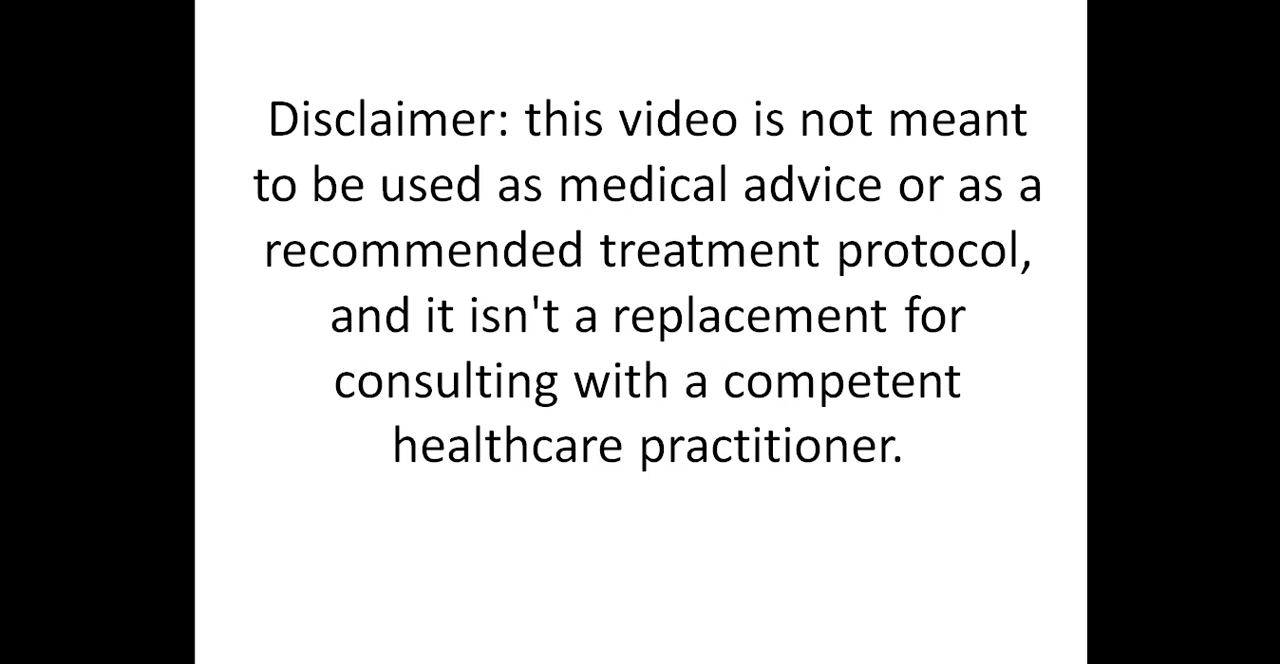 Disclaimer: this video is not meant
to be used as medical advice or as a
recommended treatment protocol,
and it isn't a replacement for
consulting with a competent
healthcare practitioner.